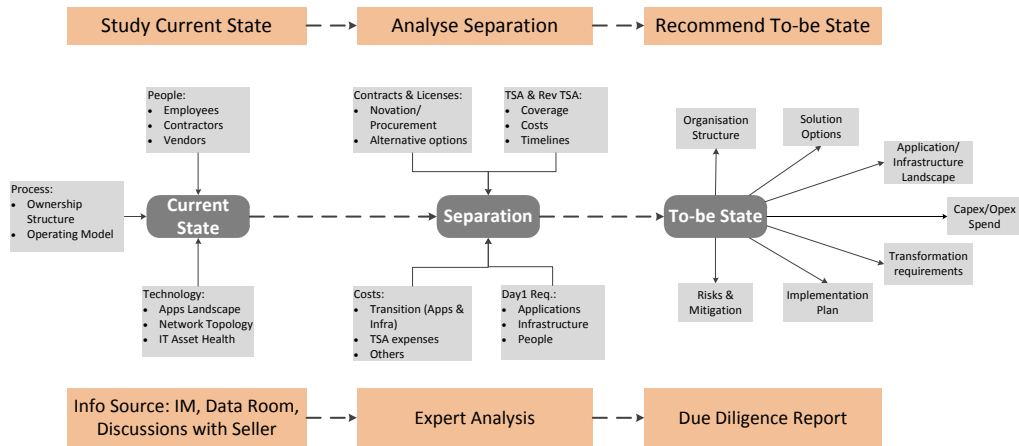 Study Current State
Analyse Separation
Recommend To-be State
People:
• Employees
• Contractors
• Vendors
Contracts & Licenses:
• Novation/
Procurement
• Alternative options
TSA & Rev TSA:
• Coverage
• Costs
• Timelines
Organisation
Structure
Solution
Options
Application/
Infrastructure
Landscape
Process:
• Ownership
Structure
• Operating Model
Current
State
Separation
To-be State
Capex/Opex
Spend
Transformation
requirements
Technology:
• Apps Landscape
• Network Topology
• IT Asset Health
Costs:
• Transition (Apps &
Infra)
• TSA expenses
• Others
Day1 Req.:
• Applications
• Infrastructure
• People
Risks &
Mitigation
Implementation
Plan
Info Source: IM, Data Room,
Discussions with Seller
Expert Analysis
Due Diligence Report